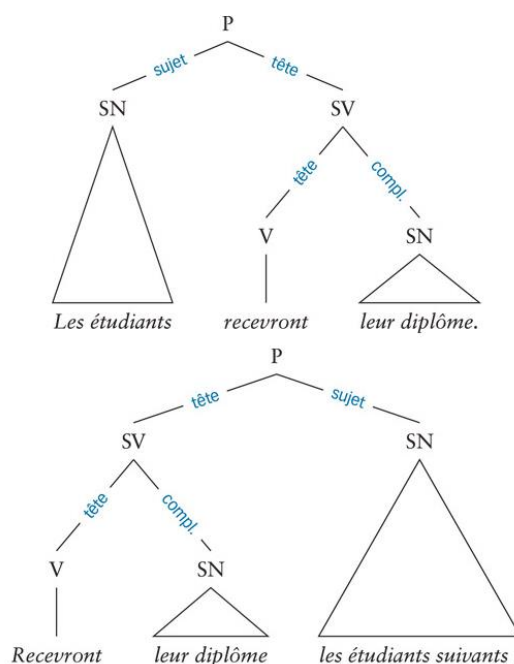 P
sujet tête
SN SV
tête compl.
V SN
Les étudiants recevront leur diplôme.
P
tête sujet
SV SN
tête compl.
V SN
Recevront leur diplôme les étudiants suivants